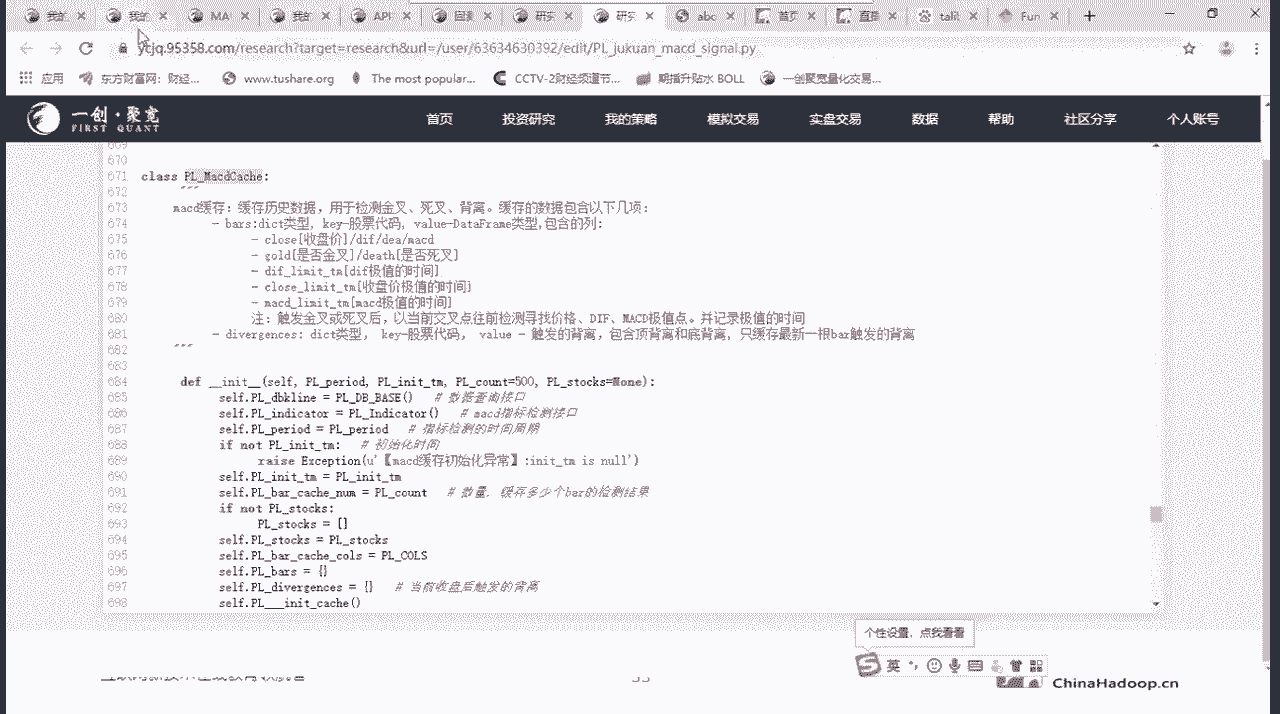 我的 我的 MA 我的 API 回测 研究 研究 abc 首页 直 talil Fun
jq.95358.com/research?target=research&url=/user/63634630392/edit/PL_jukuan_macd_signal.py
应用 东方财富网：财经... www.tushare.org The most popular... CCTV-2财经频道节... 期指升贴水 BOLL 一创聚宽量化交易...
一创·聚宽 首页 投资研究 我的策略 模拟交易 实盘交易 数据 帮助 社区分享 个人账号
FIRST QUANT
669
670
671 class PL_MacdCache:
672 """
673 macd缓存：缓存历史数据，用于检测金叉、死叉、背离。缓存的数据包含以下几项：
674 - bars:dict类型, key-股票代码, value-DataFrame类型,包含的列:
675 - close[收盘价]/dif/dea/macd
676 - gold[是否金叉]/death[是否死叉]
677 - dif_limit_tm[dif极值的时间]
678 - close_limit_tm[收盘价极值的时间]
679 - macd_limit_tm[macd极值的时间]
680 注：触发金叉或死叉后，以当前交叉点往前检测寻找价格、DIF、MACD极值点。并记录极值的时间
681 - divergences: dict类型， key-股票代码， value - 触发的背离，包含顶背离和底背离, 只缓存最新一根bar触发的背离
682 """
683
684 def __init__(self, PL_period, PL_init_tm, PL_count=500, PL_stocks=None):
685 self.PL_dbkline = PL_DB_BASE() # 数据查询接口
686 self.PL_indicator = PL_Indicator() # macd指标检测接口
687 self.PL_period = PL_period # 指标检测的时间周期
688 if not PL_init_tm: # 初始化时间
689 raise Exception(u'【macd缓存初始化异常】:init_tm is null')
690 self.PL_init_tm = PL_init_tm
691 self.PL_bar_cache_num = PL_count # 数量，缓存多少个bar的检测结果
692 if not PL_stocks:
693 PL_stocks = []
694 self.PL_stocks = PL_stocks
695 self.PL_bar_cache_cols = PL_COLS
696 self.PL_bars = {}
697 self.PL_divergences = {} # 当前收盘后触发的背离
698 self.PL___init_cache()
个性设置，点我看看
英
ChinaHadoop.cn